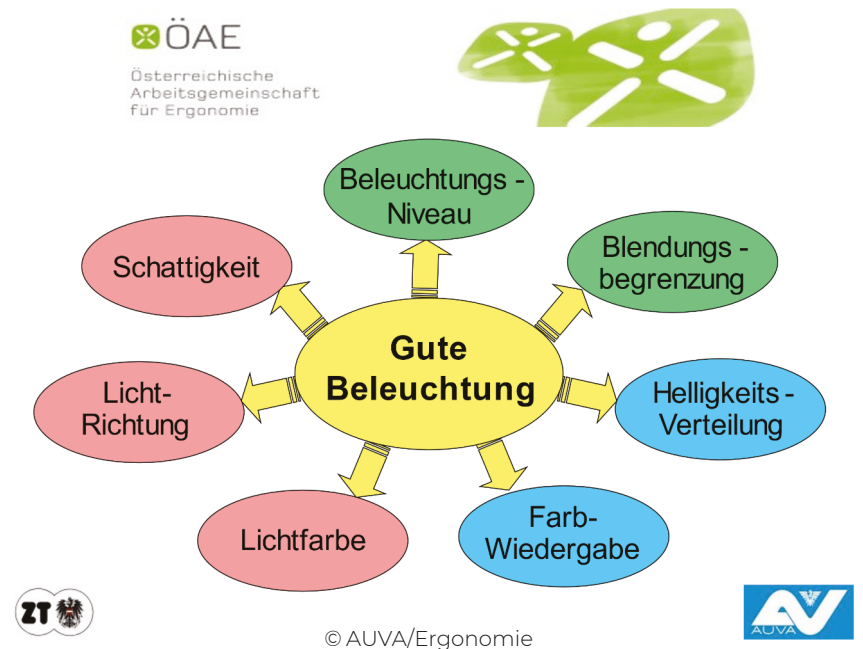 ÖAE
Österreichische
Arbeitsgemeinschaft
für Ergonomie
Beleuchtungs -
Niveau
Schattigkeit
Blendungs -
begrenzung
Gute
Beleuchtung
Licht-
Richtung
Helligkeits -
Verteilung
Lichtfarbe
Farb-
Wiedergabe
ZT
AUVA
© AUVA/Ergonomie